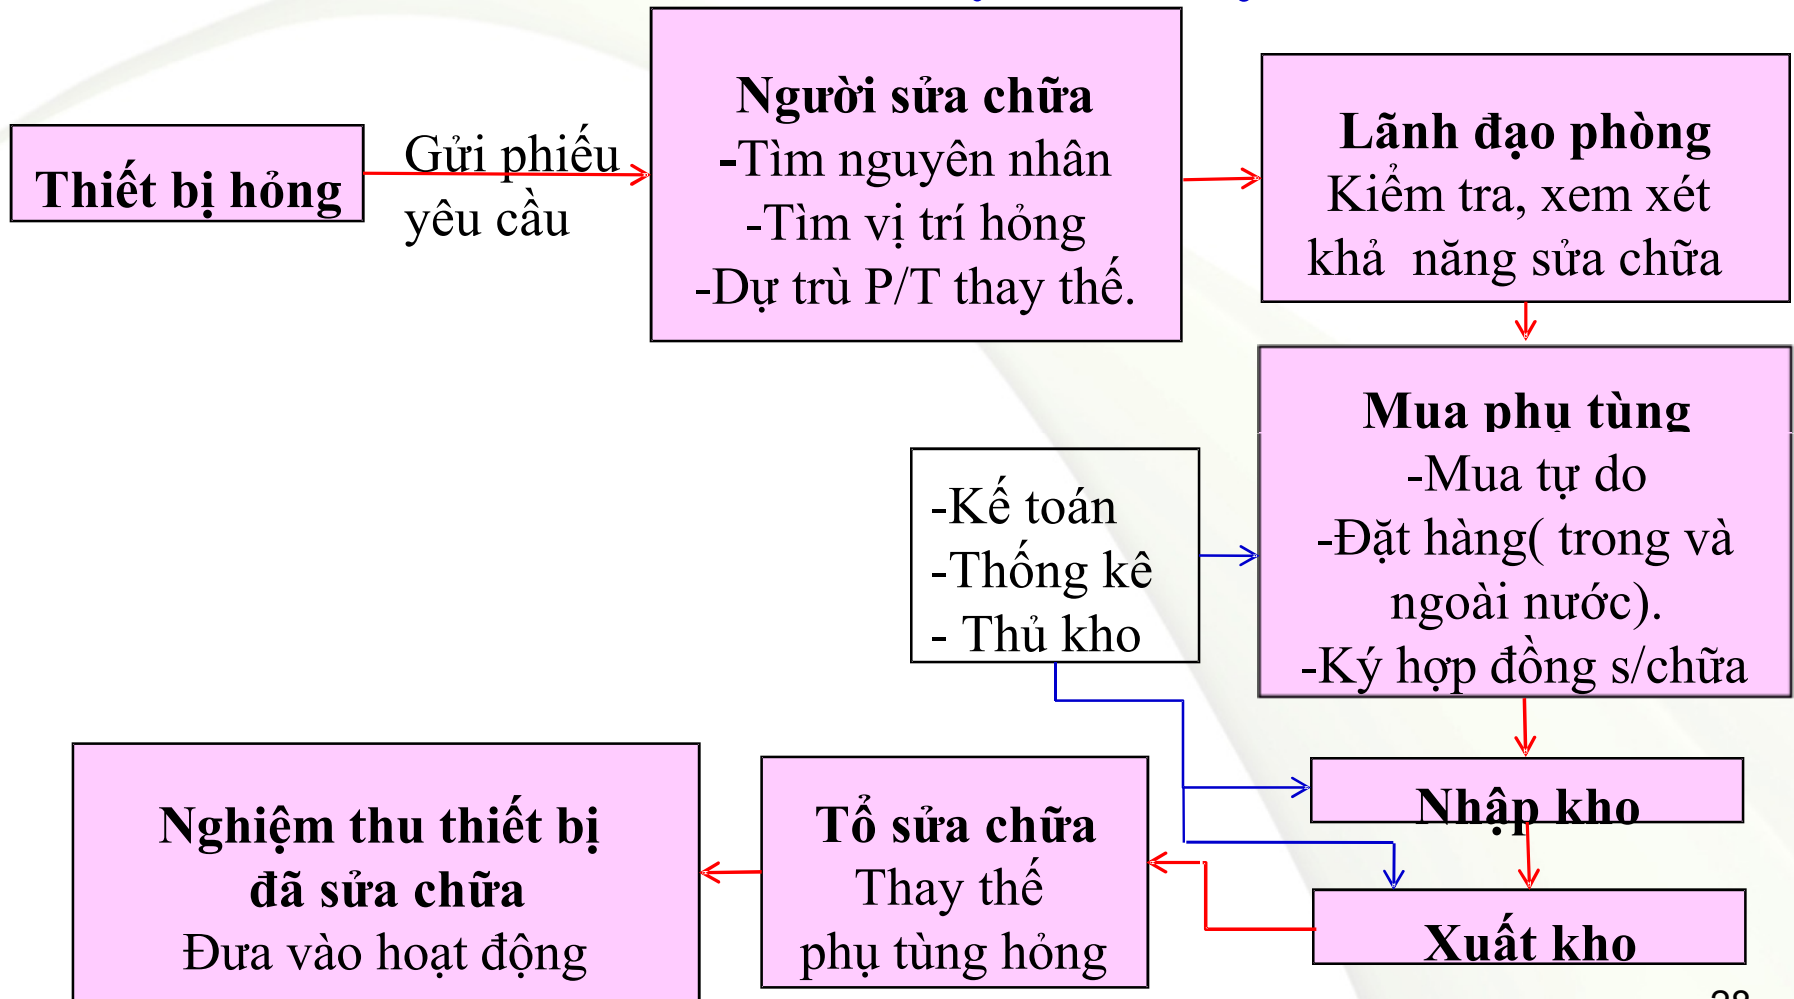 Thiết bị hỏng
Gửi phiếu
yêu cầu
Người sửa chữa
-Tìm nguyên nhân
-Tìm vị trí hỏng
-Dự trù P/T thay thế.
Lãnh đạo phòng
Kiểm tra, xem xét
khả năng sửa chữa
Mua phụ tùng
-Mua tự do
-Đặt hàng( trong và
ngoài nước).
-Ký hợp đồng s/chữa
-Kế toán
-Thống kê
- Thủ kho
Nhập kho
Xuất kho
Tổ sửa chữa
Thay thế
phụ tùng hỏng
Nghiệm thu thiết bị
đã sửa chữa
Đưa vào hoạt động